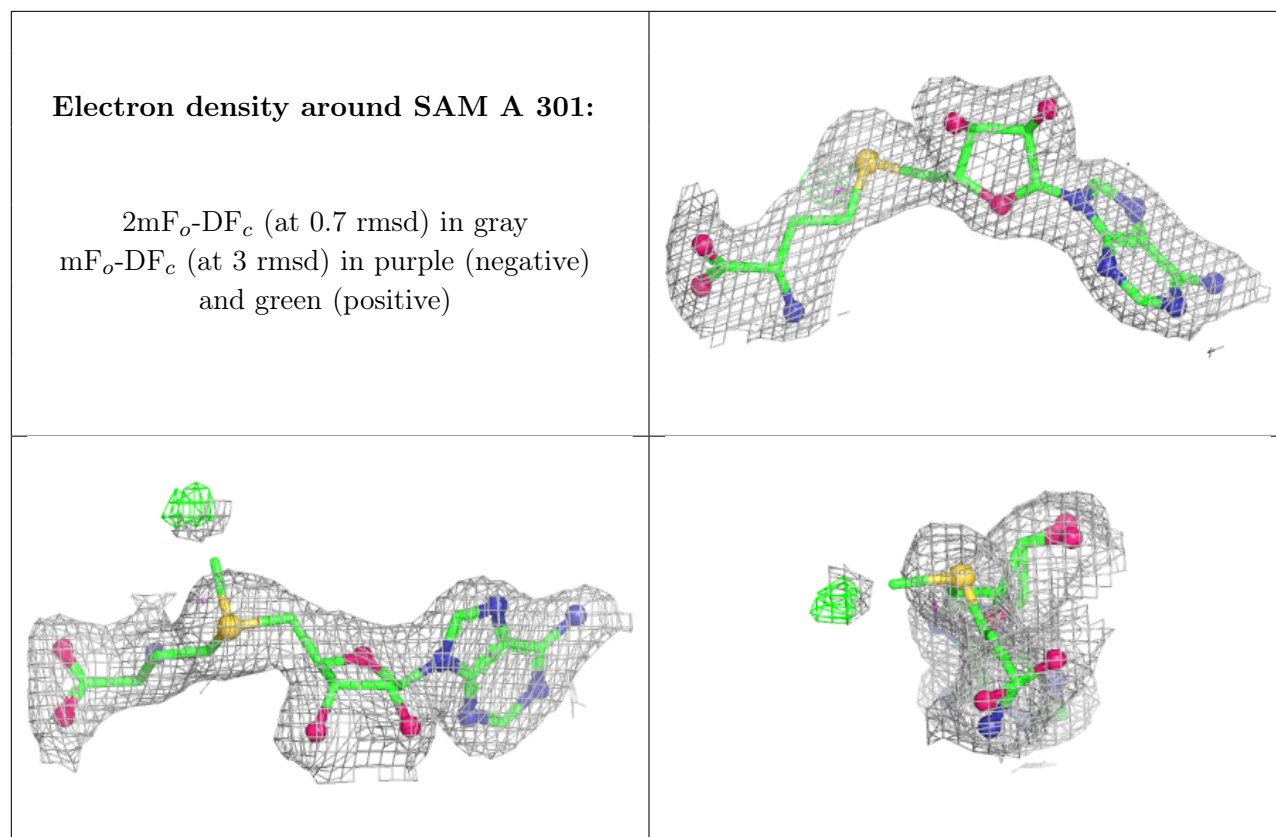 Electron density around SAM A 301:
2mFo-DFc (at 0.7 rmsd) in gray
mFo-DFc (at 3 rmsd) in purple (negative)
and green (positive)